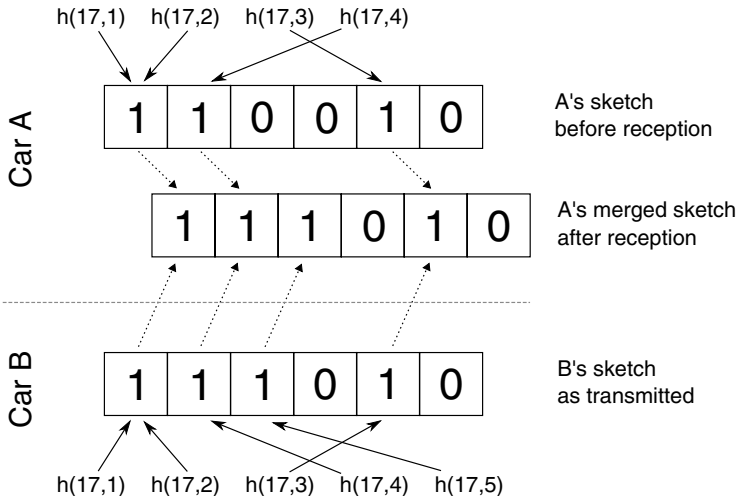 h(17,1) h(17,2) h(17,3) h(17,4)
Car A
1 1 0 0 1 0
A's sketch
before reception
1 1 1 0 1 0
A's merged sketch
after reception
Car B
1 1 1 0 1 0
B's sketch
as transmitted
h(17,1) h(17,2) h(17,3) h(17,4) h(17,5)